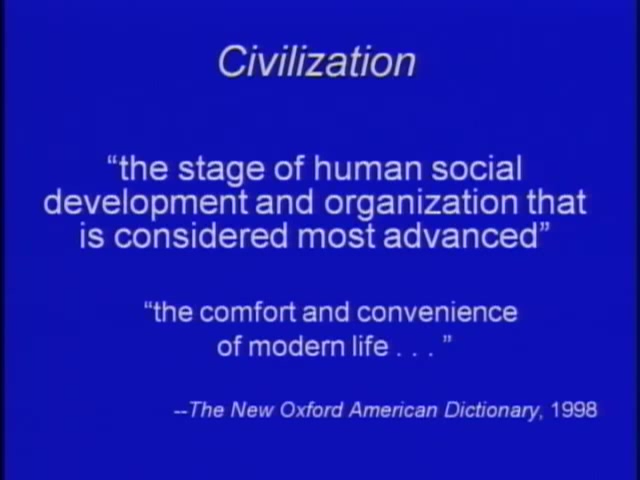 Civilization
“the stage of human social
development and organization that
is considered most advanced”
“the comfort and convenience
of modern life . . . ”
--The New Oxford American Dictionary, 1998